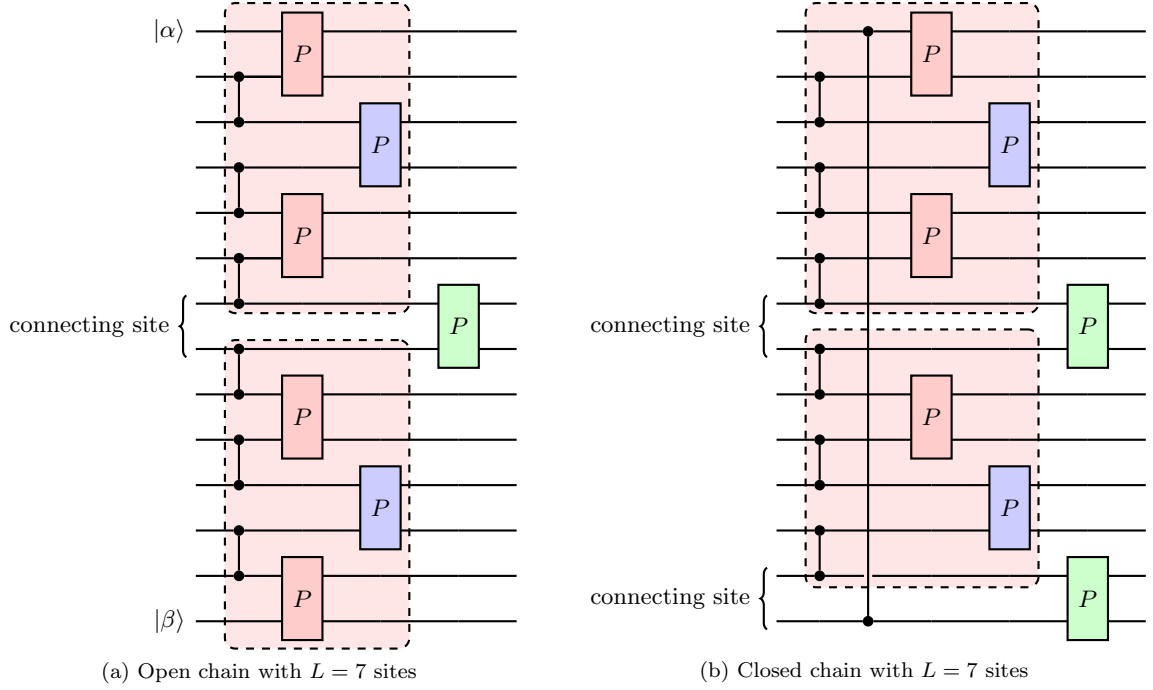 |α⟩
P
P
P
P
connecting site
P
P
P
P
|β⟩
(a) Open chain with L = 7 sites
P
P
P
connecting site
P
P
P
connecting site
P
(b) Closed chain with L = 7 sites